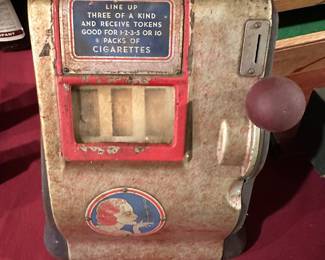 LINE UP
THREE OF A KIND
AND RECEIVE TOKENS
GOOD FOR 1-2-3-5 OR 10
PACKS OF
CIGARETTES